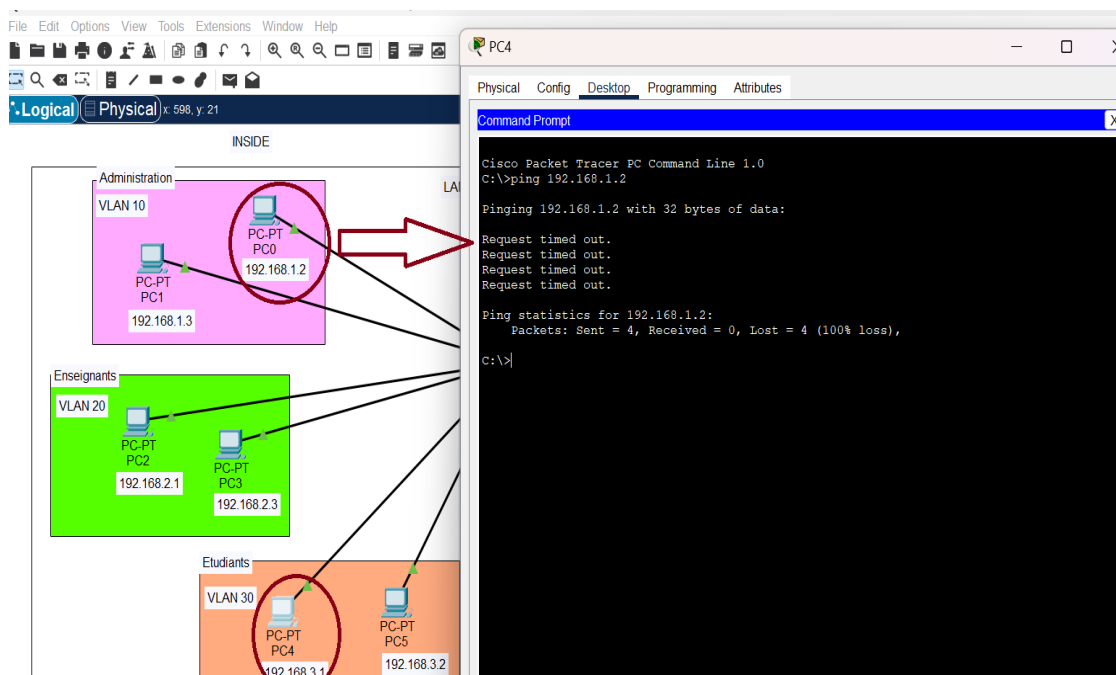 File Edit Options View Tools Extensions Window Help
Logical Physical x: 598, y: 21
INSIDE
Administration
VLAN 10
LA
PC-PT
PC0
192.168.1.2
PC-PT
PC1
192.168.1.3
Enseignants
VLAN 20
PC-PT
PC2
192.168.2.1
PC-PT
PC3
192.168.2.3
Etudiants
VLAN 30
PC-PT
PC4
192.168.3.1
PC-PT
PC5
192.168.3.2
PC4
Physical Config Desktop Programming Attributes
Command Prompt
X
Cisco Packet Tracer PC Command Line 1.0
C:\>ping 192.168.1.2
Pinging 192.168.1.2 with 32 bytes of data:
Request timed out.
Request timed out.
Request timed out.
Request timed out.
Ping statistics for 192.168.1.2:
Packets: Sent = 4, Received = 0, Lost = 4 (100% loss),
C:\>